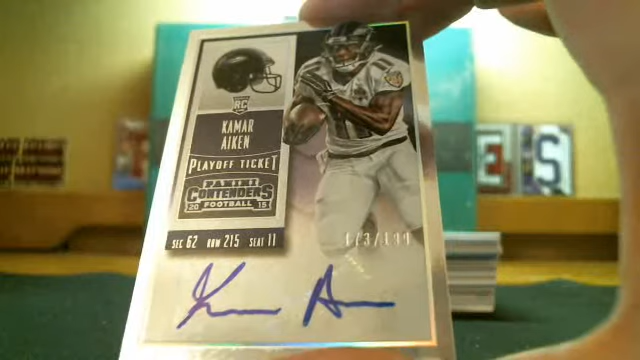 RC
KAMAR
AIKEN
PLAYOFF TICKET
PANINI
CONTENDERS
20 FOOTBALL 15
SEC 62 ROW 215 SEAT 11
E S